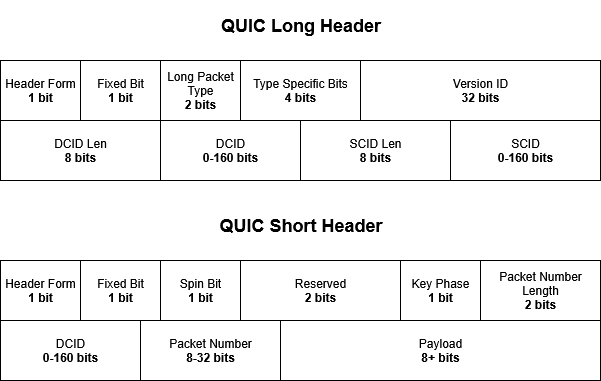 QUIC Long Header
Header Form
1 bit
Fixed Bit
1 bit
Long Packet
Type
2 bits
Type Specific Bits
4 bits
Version ID
32 bits
DCID Len
8 bits
DCID
0-160 bits
SCID Len
8 bits
SCID
0-160 bits
QUIC Short Header
Header Form
1 bit
Fixed Bit
1 bit
Spin Bit
1 bit
Reserved
2 bits
Key Phase
1 bit
Packet Number
Length
2 bits
DCID
0-160 bits
Packet Number
8-32 bits
Payload
8+ bits